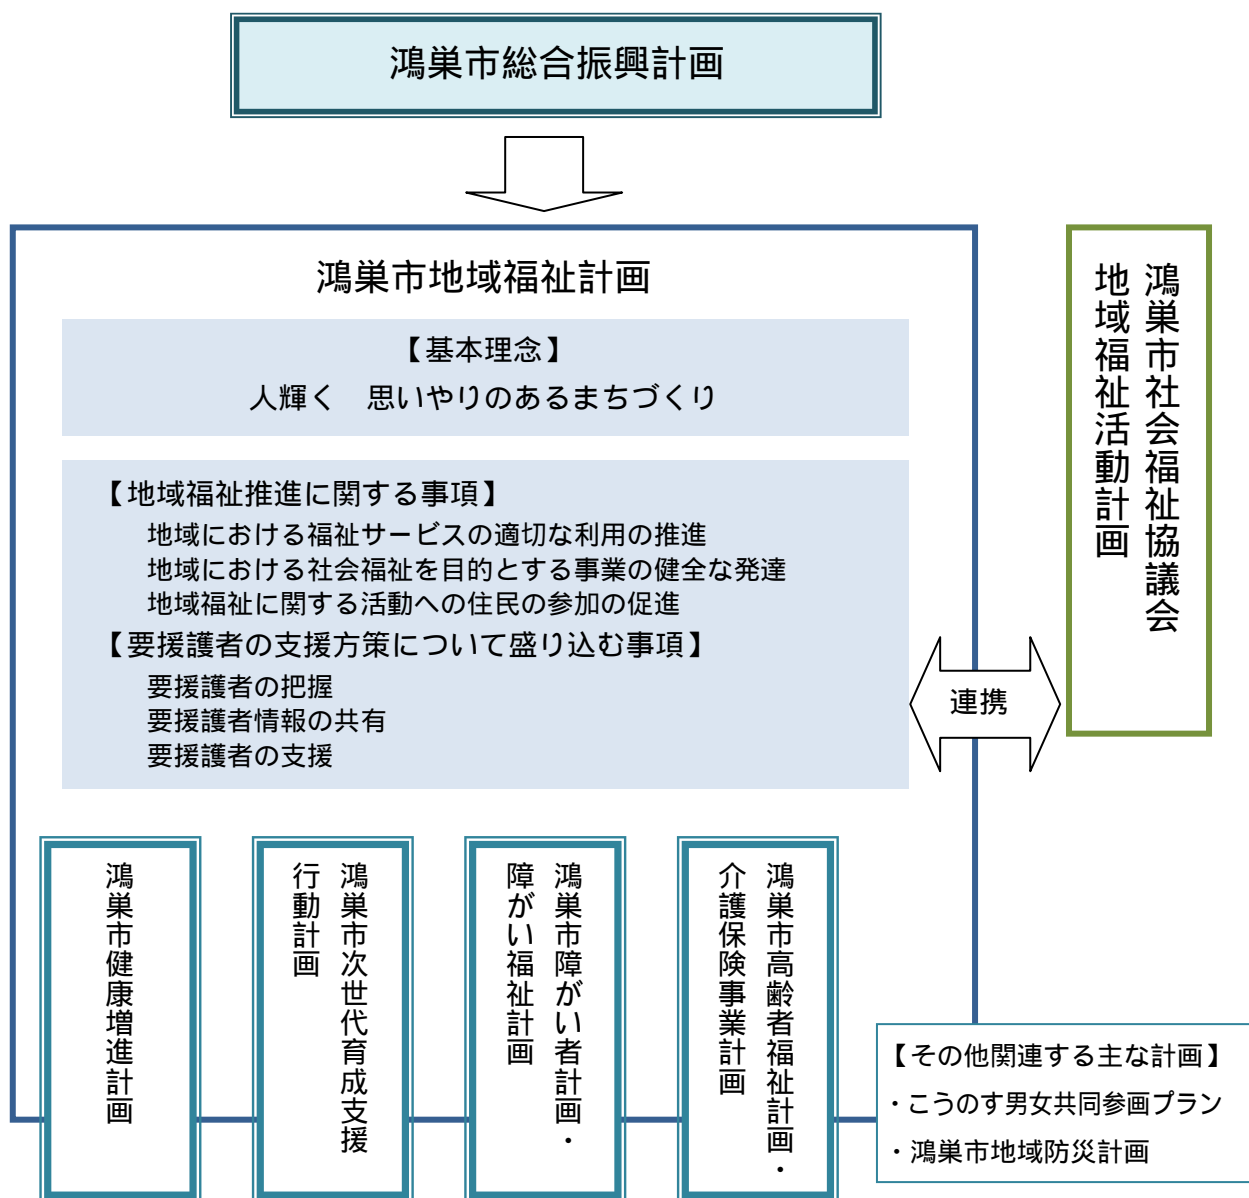 鴻巣市総合振興計画
鴻巣市地域福祉計画
【基本理念】
人輝く　思いやりのあるまちづくり
【地域福祉推進に関する事項】
地域における福祉サービスの適切な利用の推進
地域における社会福祉を目的とする事業の健全な発達
地域福祉に関する活動への住民の参加の促進
【要援護者の支援方策について盛り込む事項】
要援護者の把握
要援護者情報の共有
要援護者の支援
連携
鴻巣市社会福祉協議会
地域福祉活動計画
鴻巣市健康増進計画
鴻巣市次世代育成支援
行動計画
鴻巣市障がい者計画・
障がい福祉計画
鴻巣市高齢者福祉計画・
介護保険事業計画
【その他関連する主な計画】
・こうのす男女共同参画プラン
・鴻巣市地域防災計画